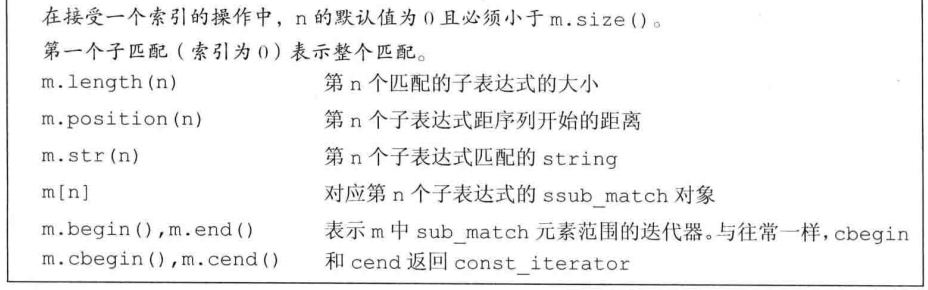 在接受一个索引的操作中，n 的默认值为 0 且必须小于 m.size()。
第一个子匹配（索引为 0）表示整个匹配。
m.length(n) 第 n 个匹配的子表达式的大小
m.position(n) 第 n 个子表达式距序列开始的距离
m.str(n) 第 n 个子表达式匹配的 string
m[n] 对应第 n 个子表达式的 ssub_match 对象
m.begin(),m.end() 表示 m 中 sub_match 元素范围的迭代器。与往常一样，cbegin
m.cbegin(),m.cend() 和 cend 返回 const_iterator